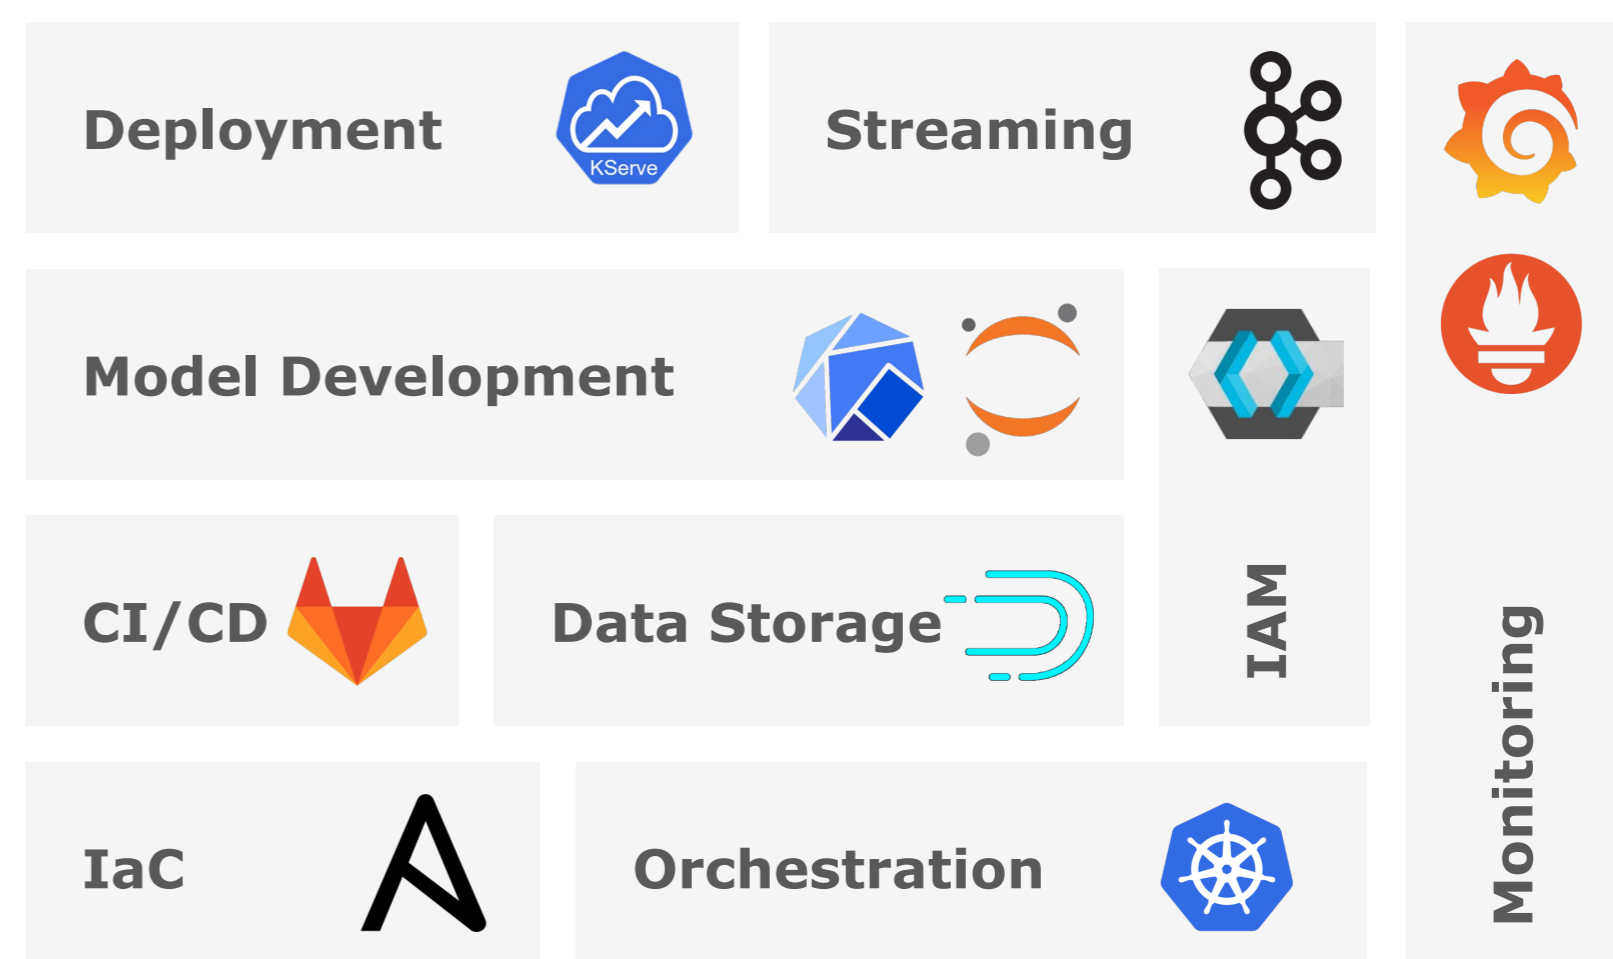 Deployment
KServe
Streaming
Model Development
CI/CD
Data Storage
IAM
Monitoring
IaC
Orchestration